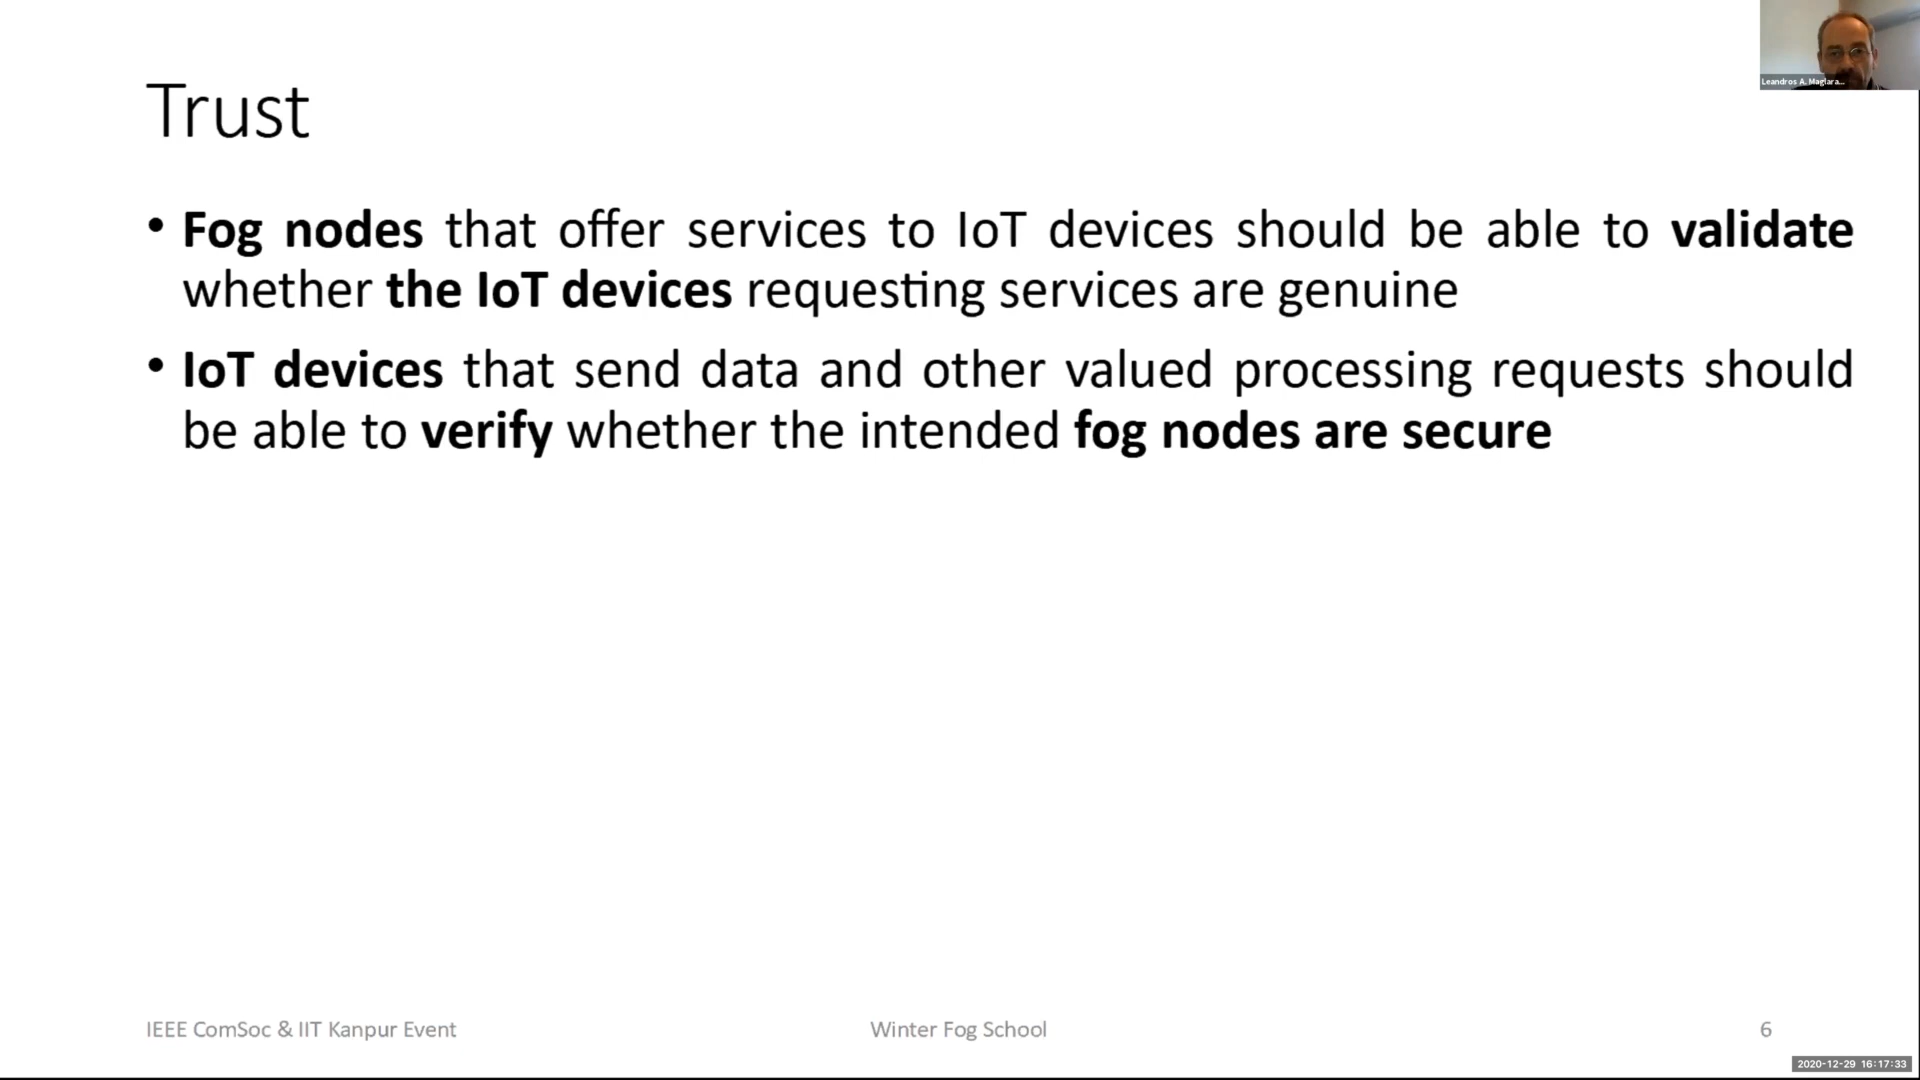 Leandros A. Maglara...
Trust
• Fog nodes that offer services to IoT devices should be able to validate
whether the IoT devices requesting services are genuine
• IoT devices that send data and other valued processing requests should
be able to verify whether the intended fog nodes are secure
IEEE ComSoc & IIT Kanpur Event
Winter Fog School
6
2020-12-29 16:17:33